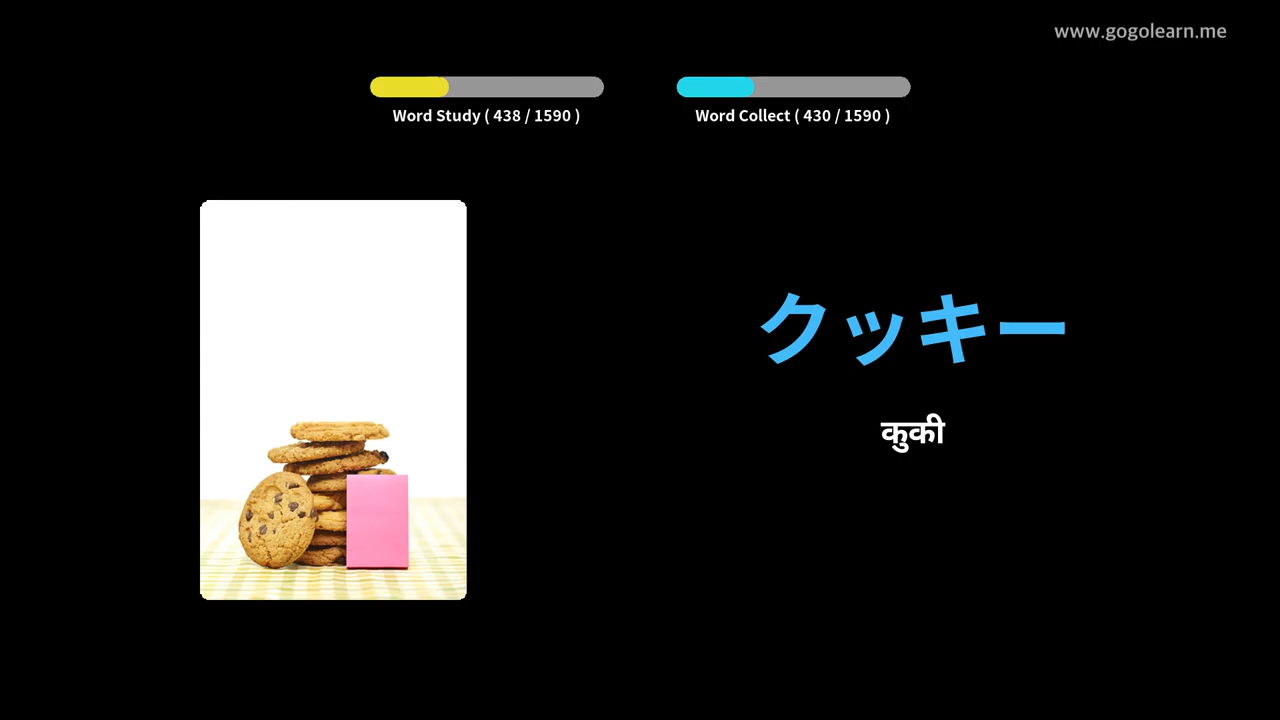 www.gogolearn.me
Word Study ( 438 / 1590 )
Word Collect ( 430 / 1590 )
クッキー
कुकी